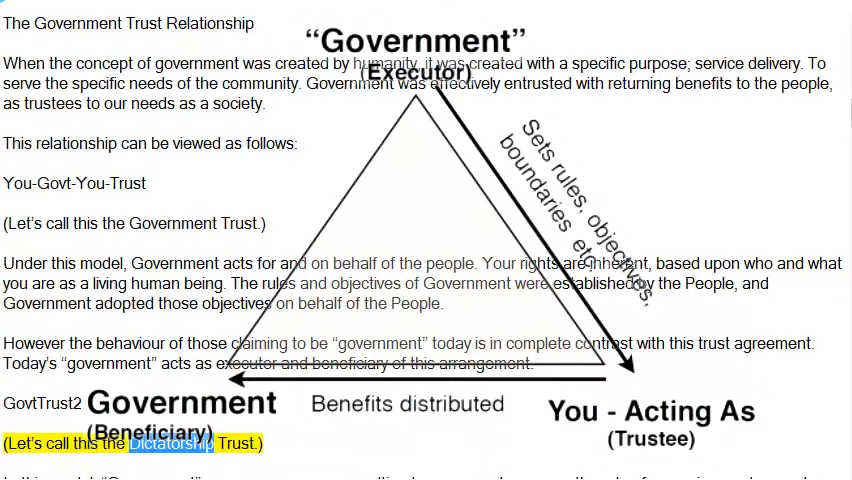 The Government Trust Relationship
“Government”
(Executor)
When the concept of government was created by humanity, it was created with a specific purpose; service delivery. To
serve the specific needs of the community. Government was effectively entrusted with returning benefits to the people,
as trustees to our needs as a society.
This relationship can be viewed as follows:
You-Govt-You-Trust
(Let’s call this the Government Trust.)
Sets rules, objectives,
boundaries etc.
Under this model, Government acts for and on behalf of the people. Your rights are inherent, based upon who and what
you are as a living human being. The rules and objectives of Government were established by the People, and
Government adopted those objectives on behalf of the People.
However the behaviour of those claiming to be “government” today is in complete contrast with this trust agreement.
Today’s “government” acts as executor and beneficiary of this arrangement.
GovtTrust2
Government
(Beneficiary)
Benefits distributed
You - Acting As
(Trustee)
(Let’s call this the Dictatorship Trust.)